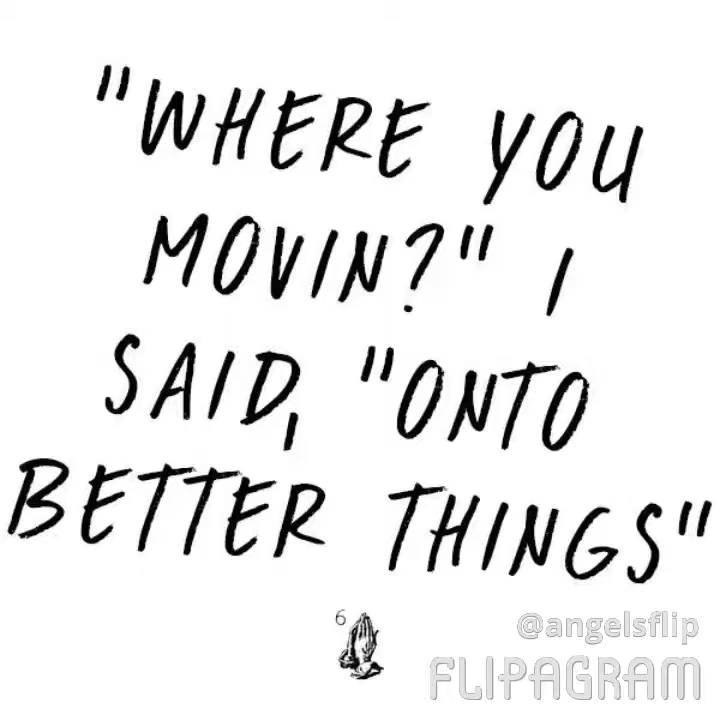 "WHERE YOU
MOVIN?" I
SAID, "ONTO
BETTER THINGS"
6
@angelsflip
FLIPAGRAM